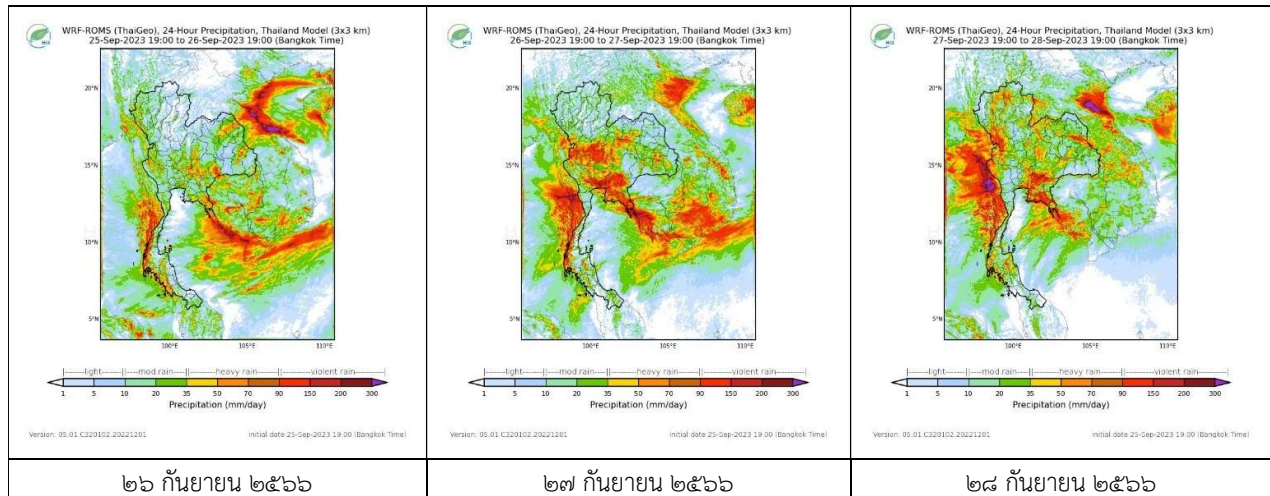 WRF-ROMS (ThaiGeo), 24-Hour Precipitation, Thailand Model (3x3 km)
25-Sep-2023 19:00 to 26-Sep-2023 19:00 (Bangkok Time)
20°N
15°N
10°N
5°N
100°E 105°E 110°E
|--------light-------||----mod rain-----||-------heavy rain-------||-------violent rain-------
1 5 10 20 35 50 70 90 150 200 300
Precipitation (mm/day)
Version: 05.01.C320102.20221201 initial date 25-Sep-2023 19:00 (Bangkok Time)
๒๖ กันยายน ๒๕๖๖
WRF-ROMS (ThaiGeo), 24-Hour Precipitation, Thailand Model (3x3 km)
26-Sep-2023 19:00 to 27-Sep-2023 19:00 (Bangkok Time)
20°N
15°N
10°N
5°N
100°E 105°E 110°E
|--------light-------||----mod rain-----||-------heavy rain-------||-------violent rain-------
1 5 10 20 35 50 70 90 150 200 300
Precipitation (mm/day)
Version: 05.01.C320102.20221201 initial date 25-Sep-2023 19:00 (Bangkok Time)
๒๗ กันยายน ๒๕๖๖
WRF-ROMS (ThaiGeo), 24-Hour Precipitation, Thailand Model (3x3 km)
27-Sep-2023 19:00 to 28-Sep-2023 19:00 (Bangkok Time)
20°N
15°N
10°N
5°N
100°E 105°E 110°E
|--------light-------||----mod rain-----||-------heavy rain-------||-------violent rain-------
1 5 10 20 35 50 70 90 150 200 300
Precipitation (mm/day)
Version: 05.01.C320102.20221201 initial date 25-Sep-2023 19:00 (Bangkok Time)
๒๘ กันยายน ๒๕๖๖